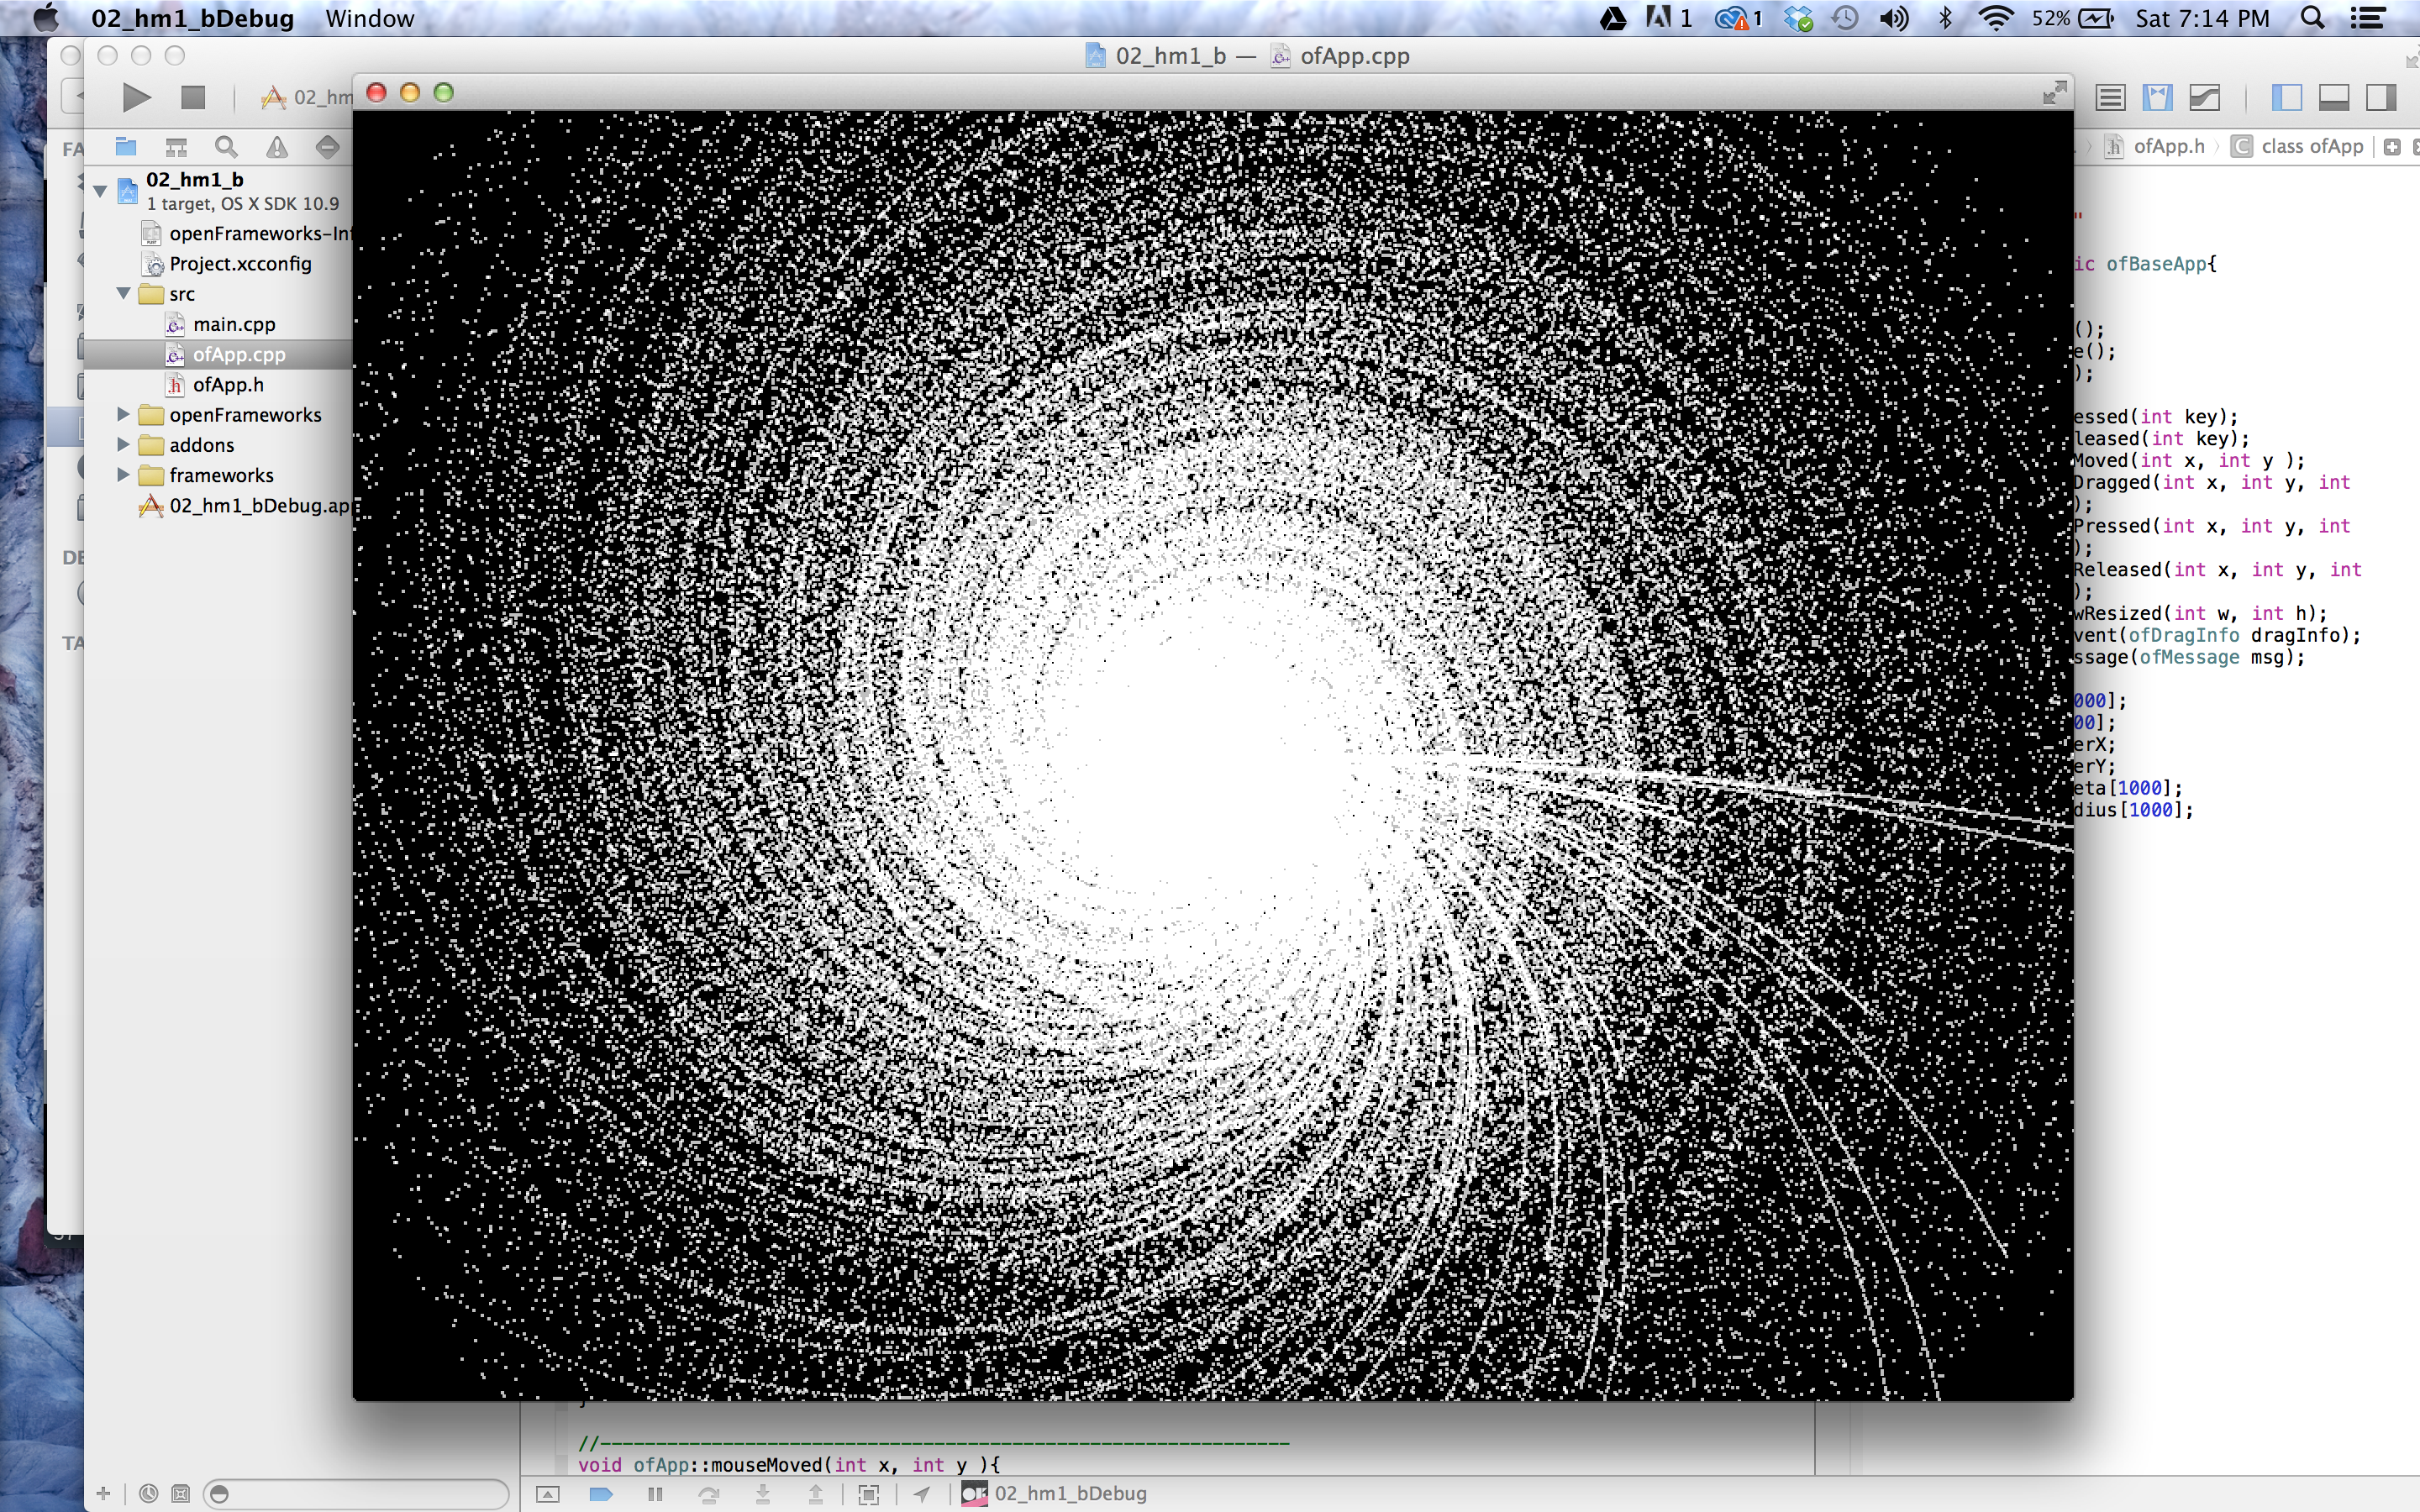 02_hm1_bDebug Window 1 1 52% Sat 7:14 PM
02_hm1_b — ofApp.cpp
02_hm
ofApp.h class ofApp
FA
02_hm1_b
1 target, OS X SDK 10.9
openFrameworks-Inf
Project.xcconfig
src
main.cpp
ofApp.cpp
ofApp.h
openFrameworks
addons
frameworks
02_hm1_bDebug.app
DE
TA
"
ic ofBaseApp{
();
e();
);
essed(int key);
leased(int key);
Moved(int x, int y );
Dragged(int x, int y, int
);
Pressed(int x, int y, int
);
Released(int x, int y, int
);
wResized(int w, int h);
vent(ofDragInfo dragInfo);
ssage(ofMessage msg);
000];
00];
erX;
erY;
eta[1000];
dius[1000];
//--------------------------------------------------------------
void ofApp::mouseMoved(int x, int y ){
02_hm1_bDebug